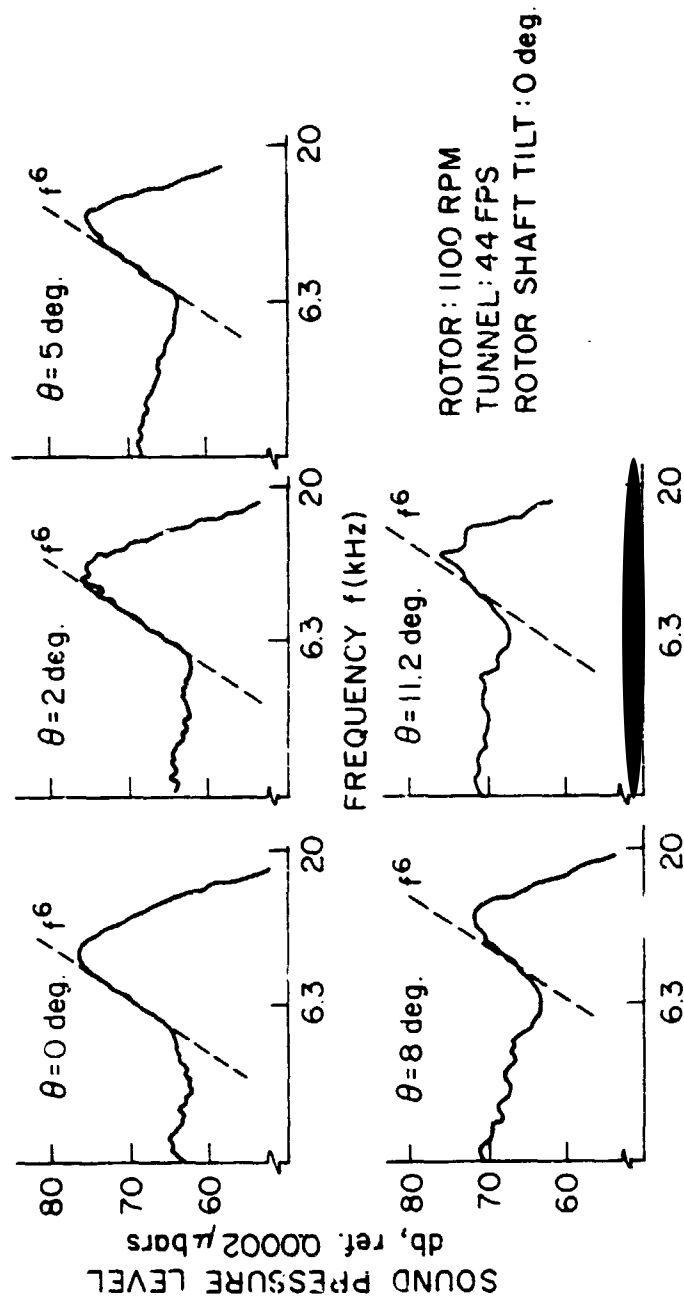 θ=0 deg.
f6
θ=2 deg.
f6
θ=5 deg.
f6
80
70
60
6.3
20
6.3
20
6.3
20
SOUND PRESSURE LEVEL
db, ref. 0.0002 μ bars
FREQUENCY f (kHz)
θ=8 deg.
f6
θ=11.2 deg.
f6
80
70
60
6.3
20
6.3
20
ROTOR: 1100 RPM
TUNNEL: 44 FPS
ROTOR SHAFT TILT: 0 deg.